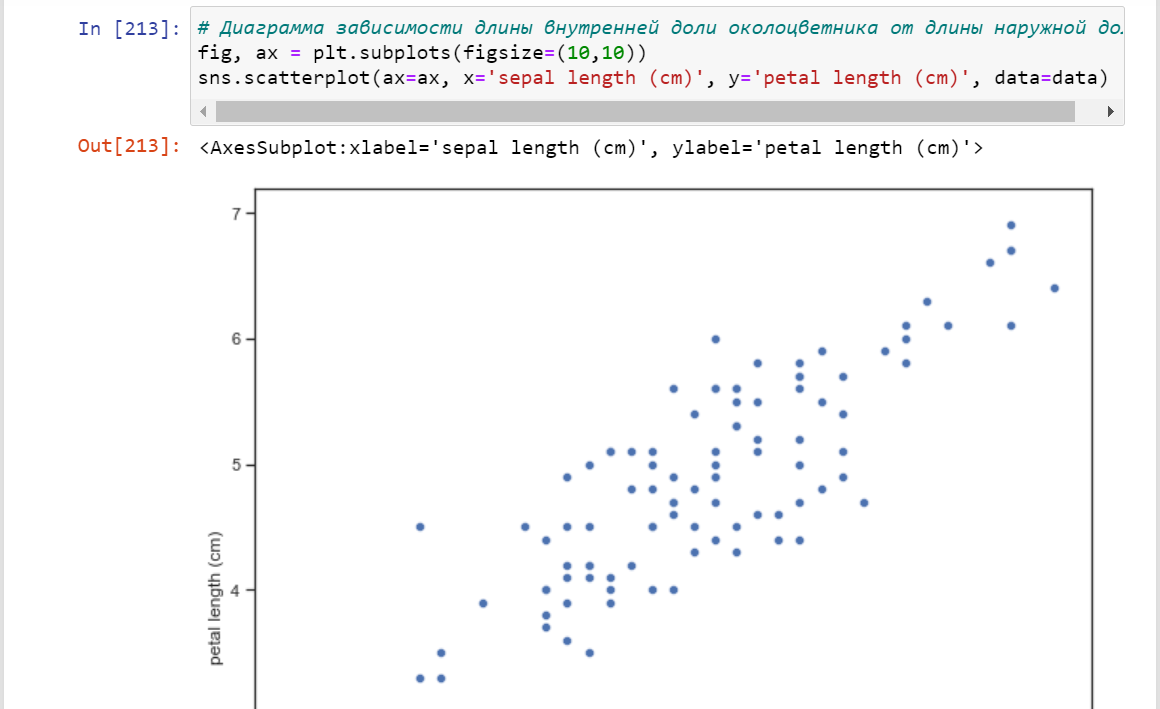 In [213]:
# Диаграмма зависимости длины внутренней доли околоцветника от длины наружной
fig, ax = plt.subplots(figsize=(10,10))
sns.scatterplot(ax=ax, x='sepal length (cm)', y='petal length (cm)', data=data)
Out[213]:
<AxesSubplot:xlabel='sepal length (cm)', ylabel='petal length (cm)'>
7
6
5
4
petal length (cm)